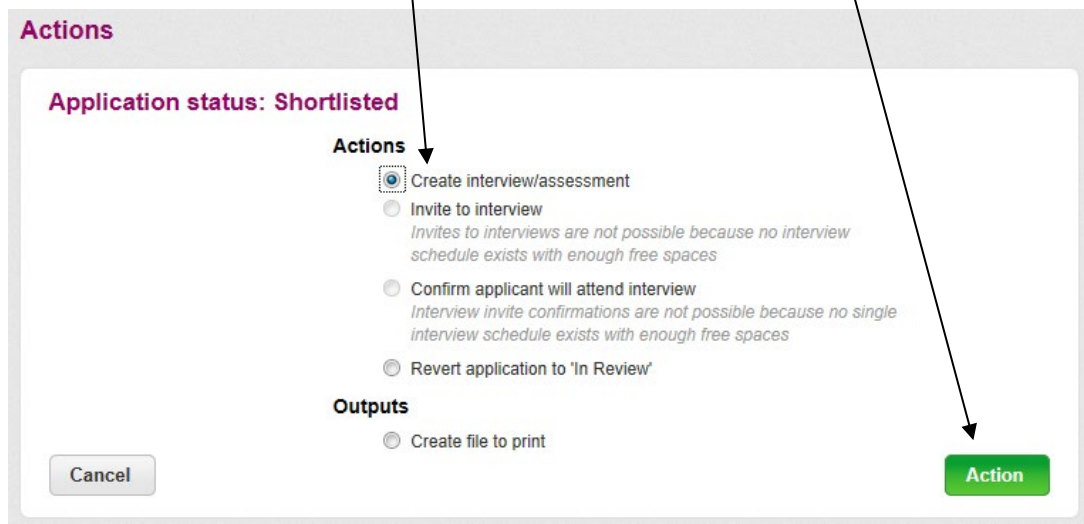 Actions
Application status: Shortlisted
Actions
Create interview/assessment
Invite to interview
Invites to interviews are not possible because no interview
schedule exists with enough free spaces
Confirm applicant will attend interview
Interview invite confirmations are not possible because no single
interview schedule exists with enough free spaces
Revert application to 'In Review'
Outputs
Create file to print
Cancel
Action